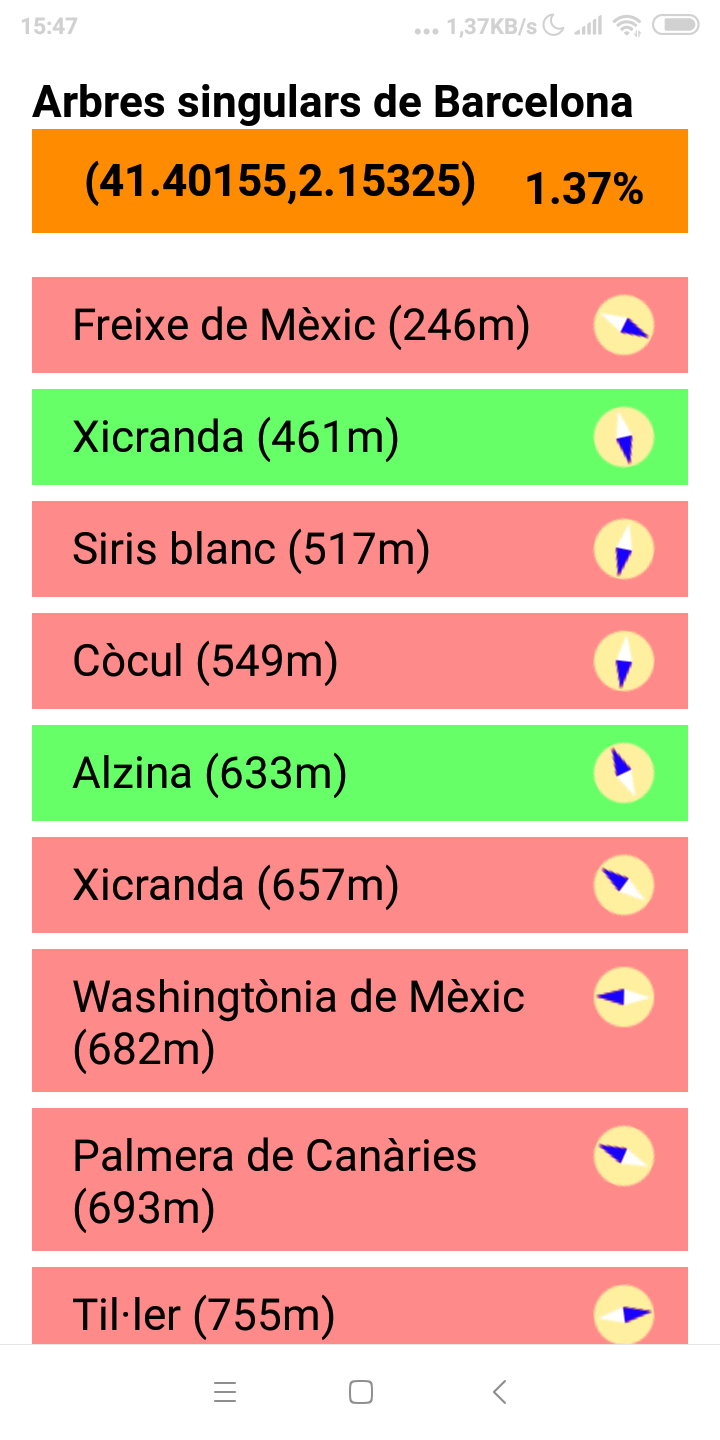 15:47
... 1,37KB/s
Arbres singulars de Barcelona
(41.40155,2.15325) 1.37%
Freixe de Mèxic (246m)
Xicranda (461m)
Siris blanc (517m)
Còcul (549m)
Alzina (633m)
Xicranda (657m)
Washingtònia de Mèxic
(682m)
Palmera de Canàries
(693m)
Til·ler (755m)